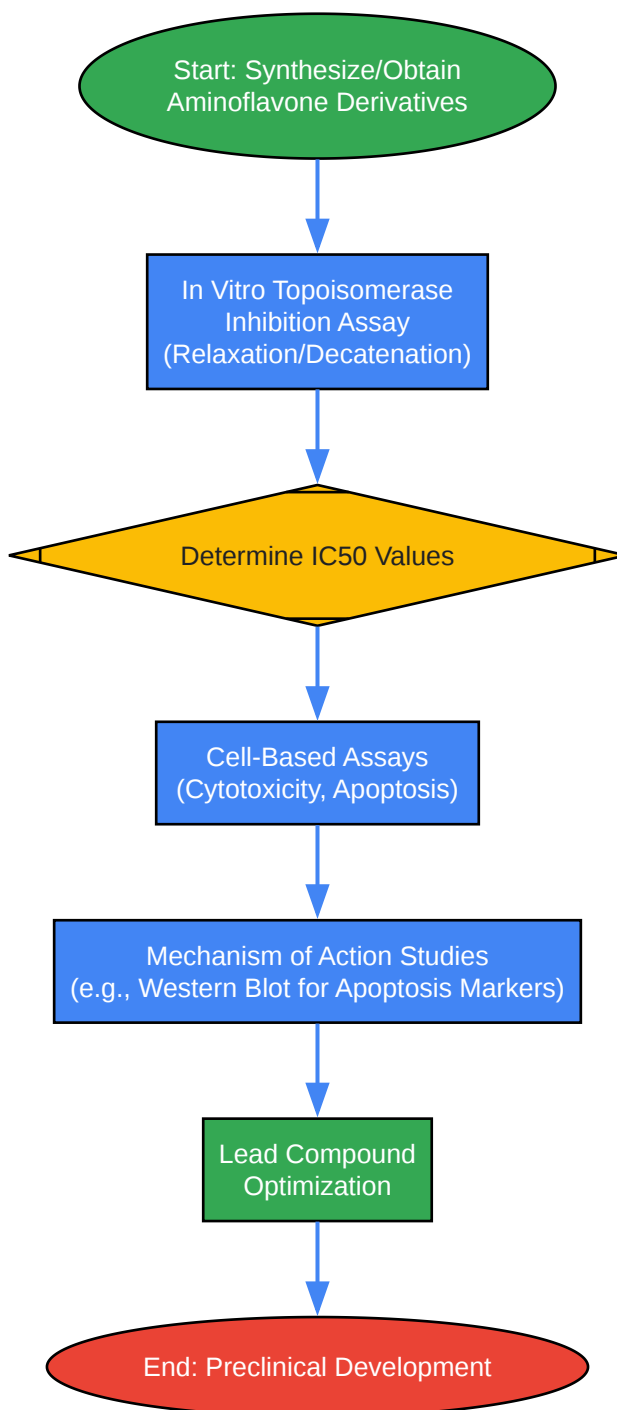 Start: Synthesize/Obtain
Aminoflavone Derivatives
In Vitro Topoisomerase
Inhibition Assay
(Relaxation/Decatenation)
Determine IC50 Values
Cell-Based Assays
(Cytotoxicity, Apoptosis)
Mechanism of Action Studies
(e.g., Western Blot for Apoptosis Markers)
Lead Compound
Optimization
End: Preclinical Development